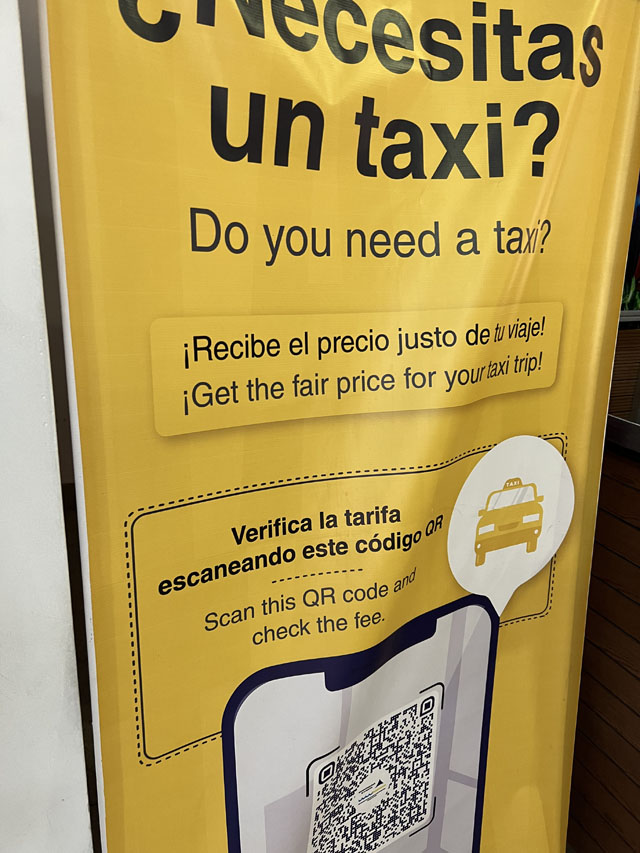 ¿Necesitas
un taxi?
Do you need a taxi?
¡Recibe el precio justo de tu viaje!
¡Get the fair price for your taxi trip!
TAXI
Verifica la tarifa
escaneando este código QR
Scan this QR code and
check the fee.